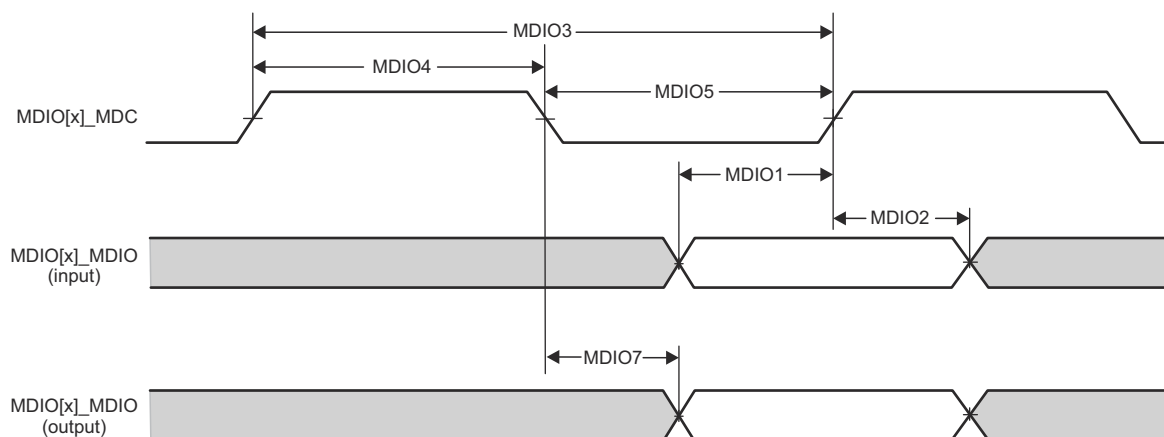 MDIO3
MDIO4
MDIO5
MDIO[x]_MDC
MDIO1
MDIO2
MDIO[x]_MDIO
(input)
MDIO7
MDIO[x]_MDIO
(output)